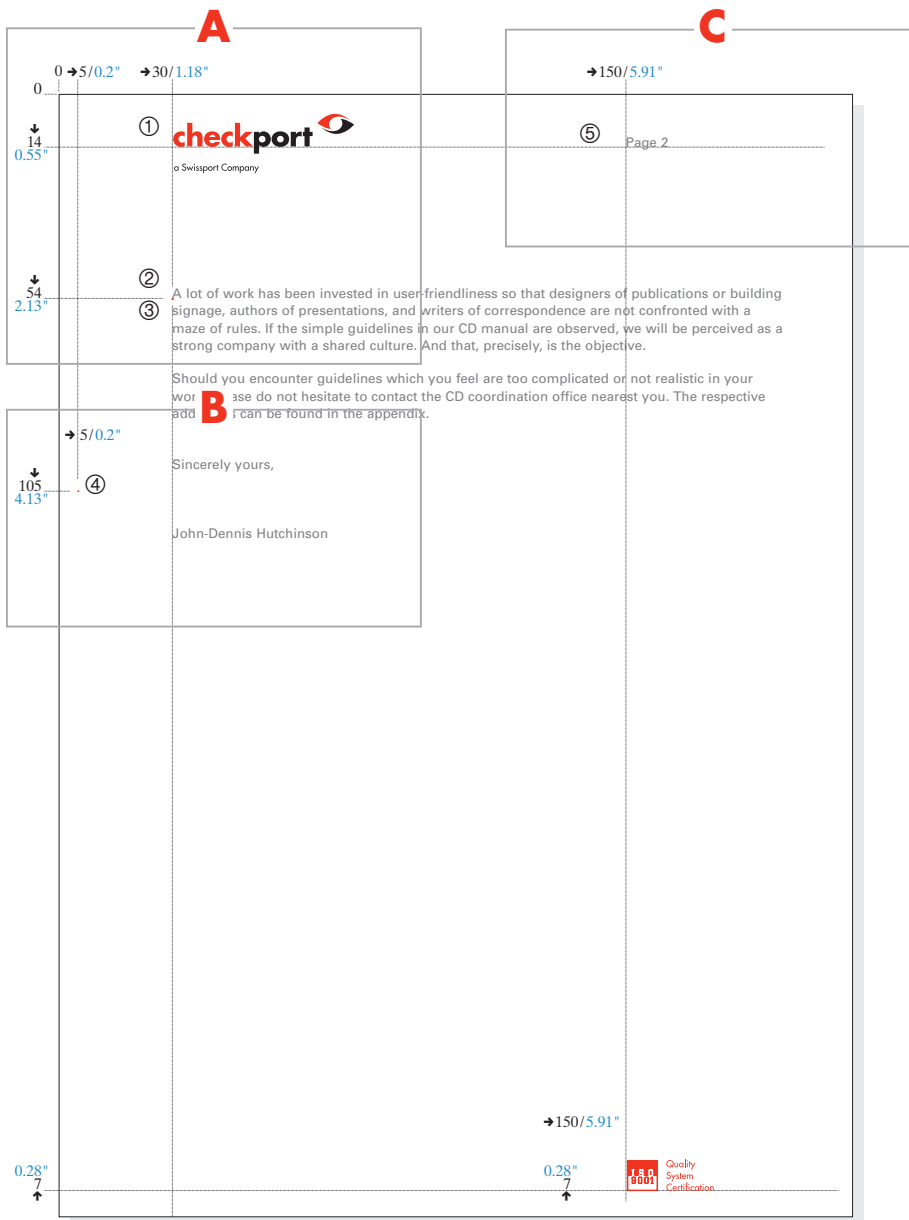 A
C
0 →5/0.2" →30/1.18"
→150/5.91"
0
①
checkport
⑤
Page 2
14
0.55"
a Swissport Company
②
54
2.13"
③
A lot of work has been invested in user-friendliness so that designers of publications or building
signage, authors of presentations, and writers of correspondence are not confronted with a
maze of rules. If the simple guidelines in our CD manual are observed, we will be perceived as a
strong company with a shared culture. And that, precisely, is the objective.
Should you encounter guidelines which you feel are too complicated or not realistic in your
do not hesitate to contact the CD coordination office nearest you. The respective
can be found in the appendix.
B
→5/0.2"
Sincerely yours,
105
4.13"
④
John-Dennis Hutchinson
→150/5.91"
0.28"
7
0.28"
7
ISO
9001
Quality
System
Certification